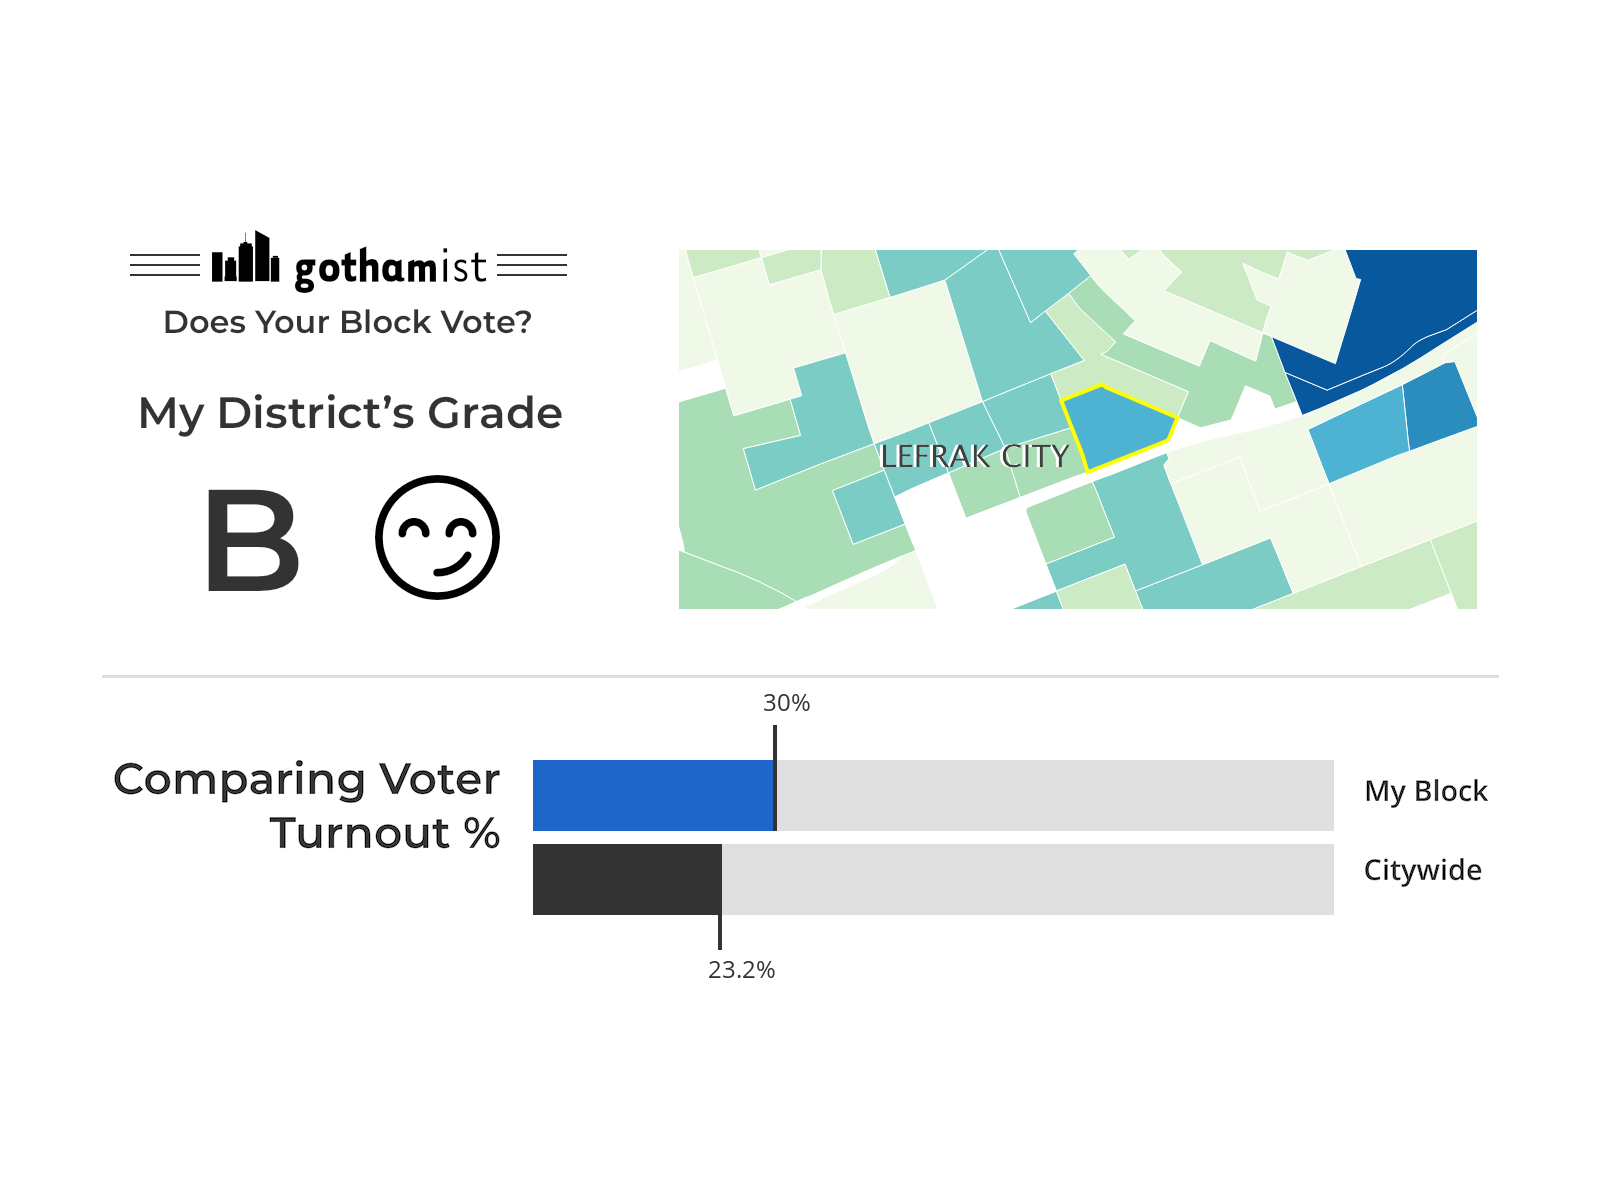 gothamist
Does Your Block Vote?
My District's Grade
B
LEFRAK CITY
30%
Comparing Voter
Turnout %
My Block
Citywide
23.2%